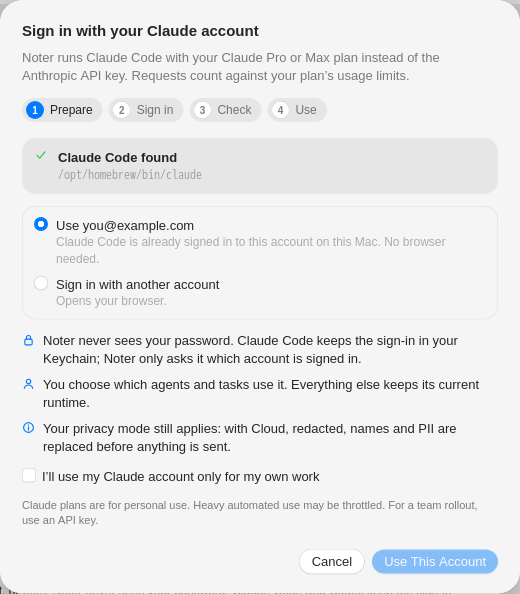 Sign in with your Claude account
Noter runs Claude Code with your Claude Pro or Max plan instead of the
Anthropic API key. Requests count against your plan's usage limits.
1 Prepare 2 Sign in 3 Check 4 Use
Claude Code found
/opt/homebrew/bin/claude
Use you@example.com
Claude Code is already signed in to this account on this Mac. No browser
needed.
Sign in with another account
Opens your browser.
Noter never sees your password. Claude Code keeps the sign-in in your
Keychain; Noter only asks it which account is signed in.
You choose which agents and tasks use it. Everything else keeps its current
runtime.
Your privacy mode still applies: with Cloud, redacted, names and PII are
replaced before anything is sent.
I'll use my Claude account only for my own work
Claude plans are for personal use. Heavy automated use may be throttled. For a team rollout,
use an API key.
Cancel Use This Account